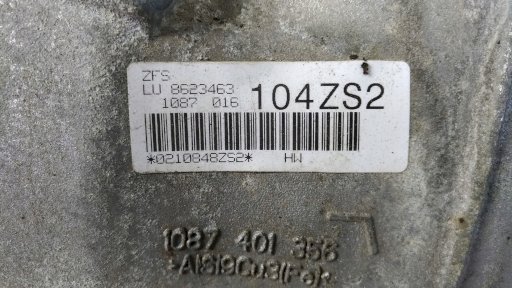 ZFS
LU 8623463
1087 016
104ZS2
*0210848ZS2* HW
1087 401 356
AlSi9Cu3(Fe)